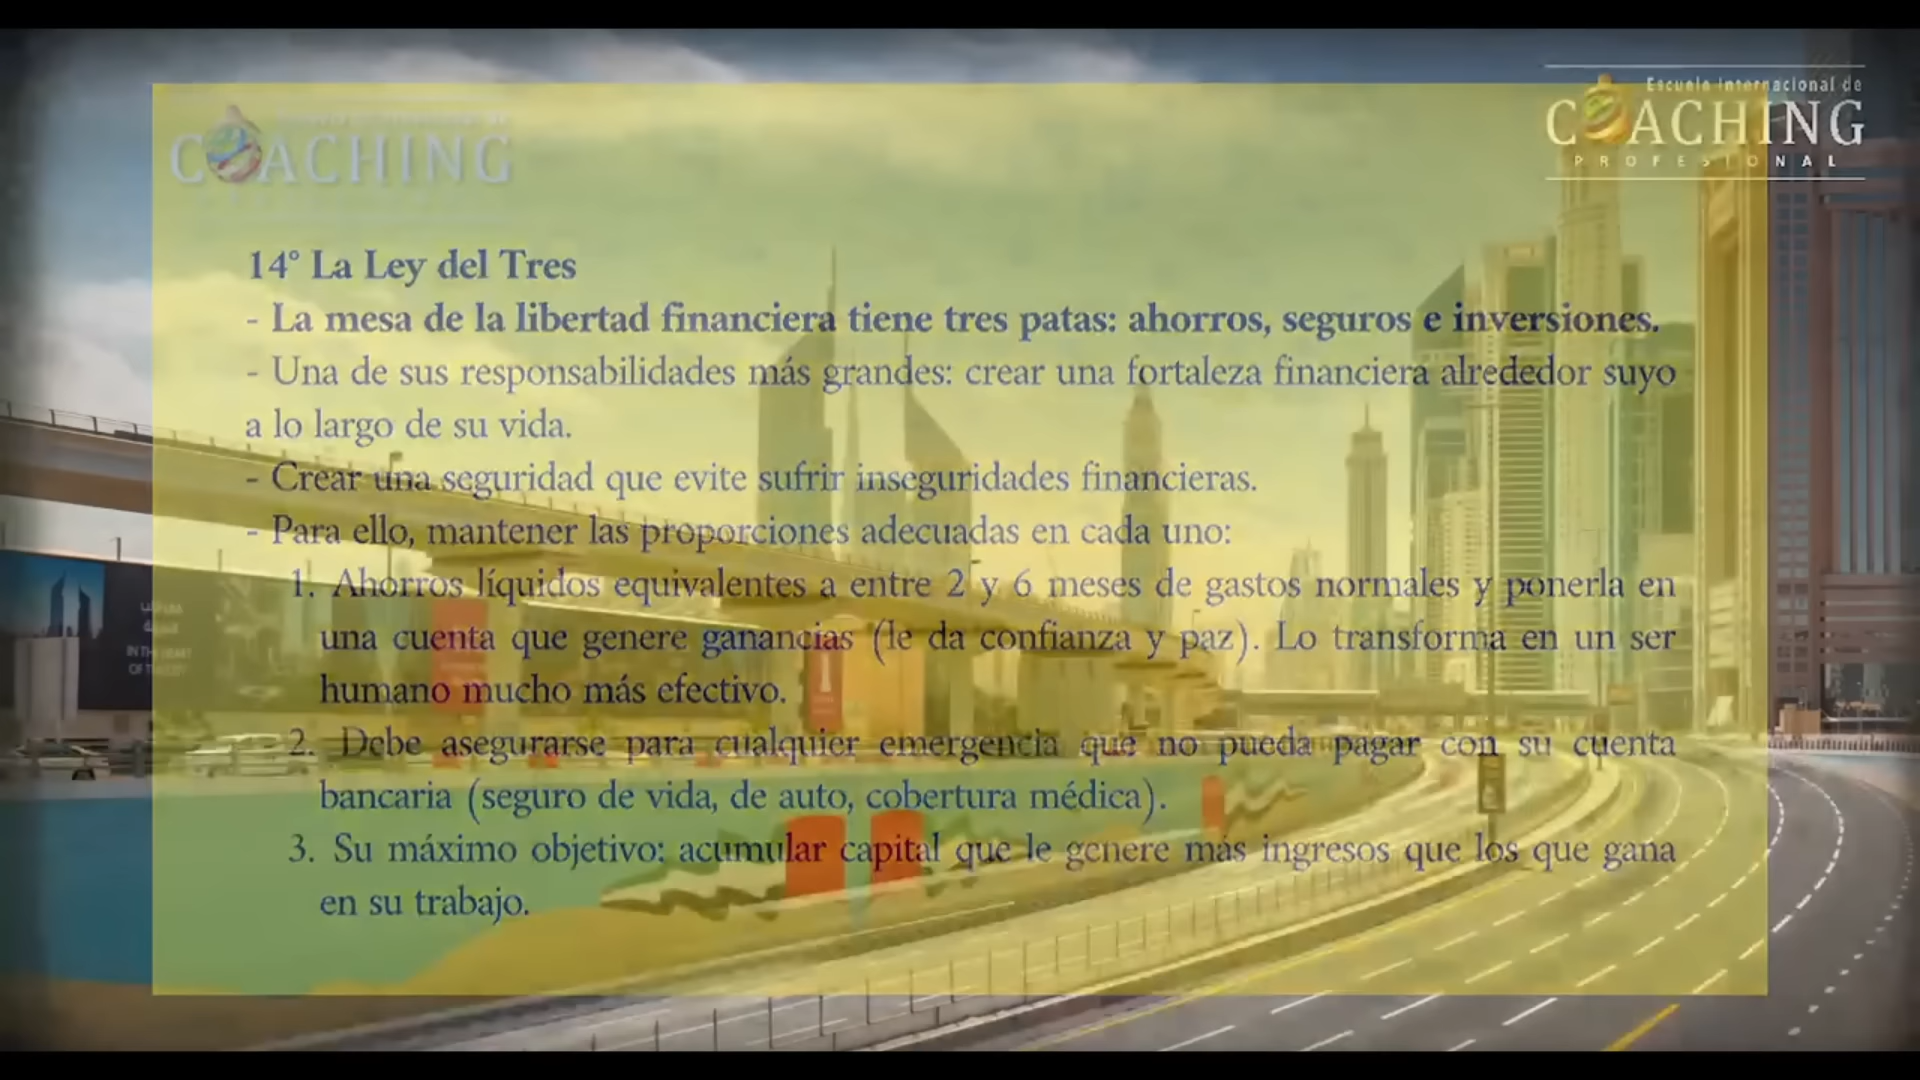 Escuela Internacional de
COACHING
PROFESIONAL
COACHING
14° La Ley del Tres
- La mesa de la libertad financiera tiene tres patas: ahorros, seguros e inversiones.
- Una de sus responsabilidades más grandes: crear una fortaleza financiera alrededor suyo
a lo largo de su vida.
- Crear una seguridad que evite sufrir inseguridades financieras.
- Para ello, mantener las proporciones adecuadas en cada uno:
1. Ahorros líquidos equivalentes a entre 2 y 6 meses de gastos normales y ponerla en
una cuenta que genere ganancias (le da confianza y paz). Lo transforma en un ser
humano mucho más efectivo.
2. Debe asegurarse para cualquier emergencia que no pueda pagar con su cuenta
bancaria (seguro de vida, de auto, cobertura médica).
3. Su máximo objetivo: acumular capital que le genere más ingresos que los que gana
en su trabajo.